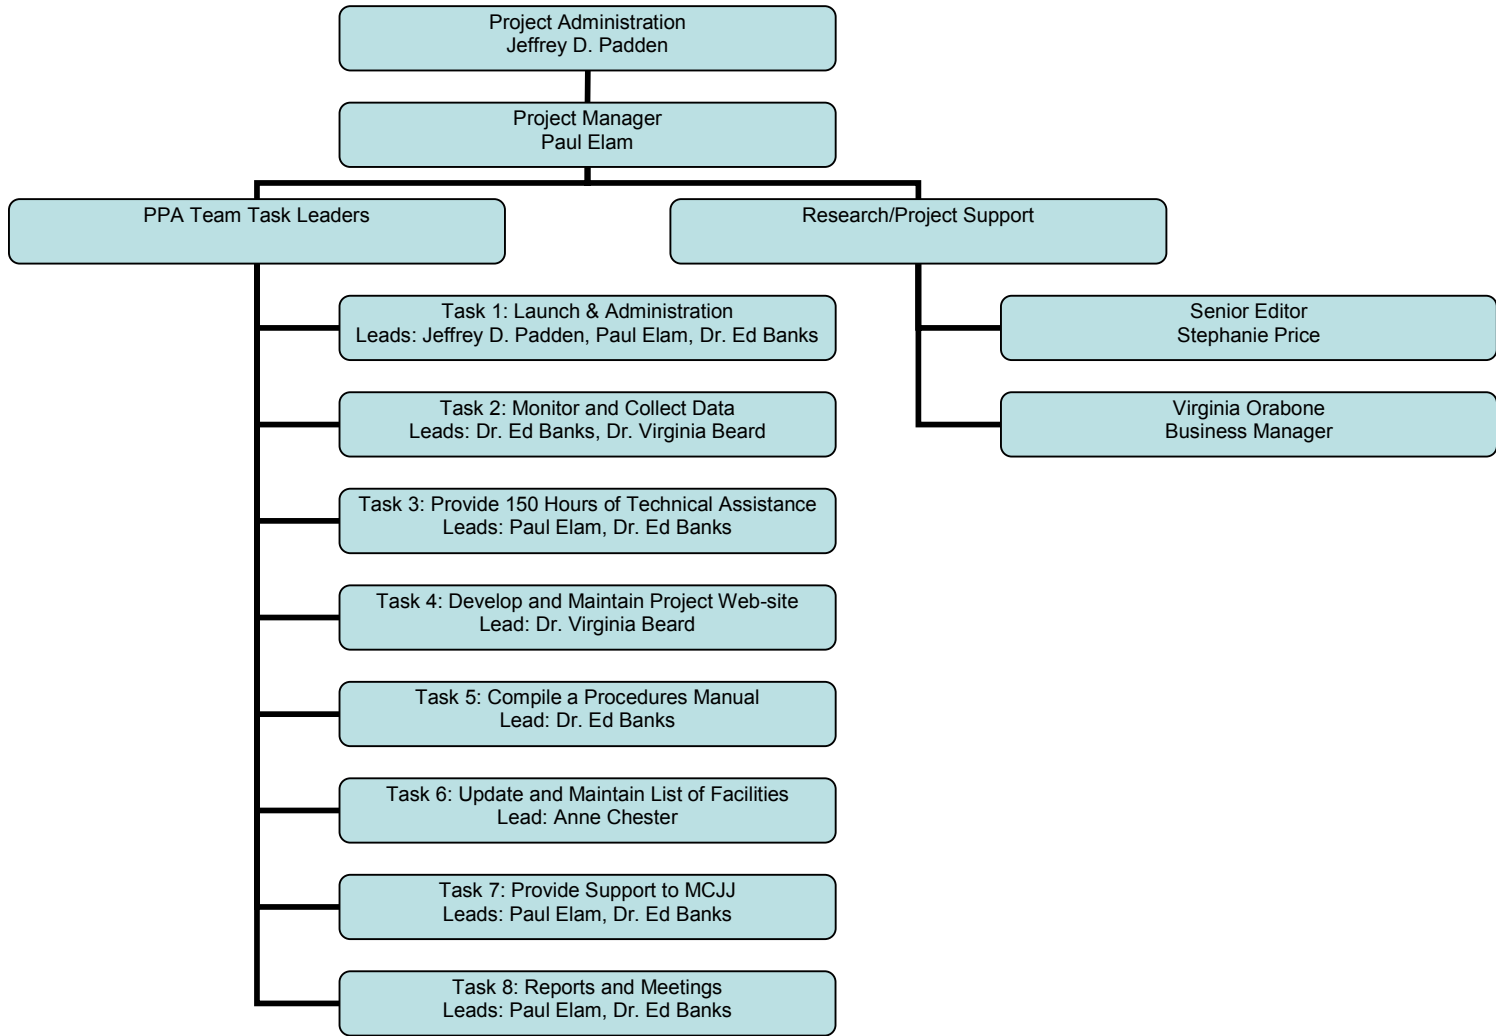 Project Administration
Jeffrey D. Padden
Project Manager
Paul Elam
PPA Team Task Leaders
Research/Project Support
Task 1: Launch & Administration
Leads: Jeffrey D. Padden, Paul Elam, Dr. Ed Banks
Senior Editor
Stephanie Price
Task 2: Monitor and Collect Data
Leads: Dr. Ed Banks, Dr. Virginia Beard
Virginia Orabone
Business Manager
Task 3: Provide 150 Hours of Technical Assistance
Leads: Paul Elam, Dr. Ed Banks
Task 4: Develop and Maintain Project Web-site
Lead: Dr. Virginia Beard
Task 5: Compile a Procedures Manual
Lead: Dr. Ed Banks
Task 6: Update and Maintain List of Facilities
Lead: Anne Chester
Task 7: Provide Support to MCJJ
Leads: Paul Elam, Dr. Ed Banks
Task 8: Reports and Meetings
Leads: Paul Elam, Dr. Ed Banks